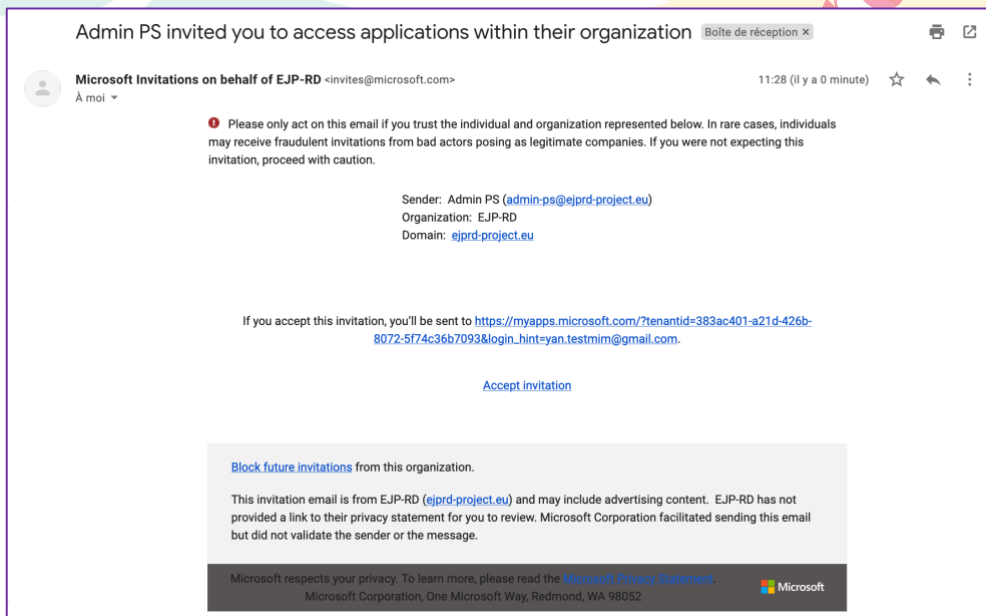 Admin PS invited you to access applications within their organization Boîte de réception ×
Microsoft Invitations on behalf of EJP-RD <invites@microsoft.com>
11:28 (il y a 0 minute)
À moi
Please only act on this email if you trust the individual and organization represented below. In rare cases, individuals
may receive fraudulent invitations from bad actors posing as legitimate companies. If you were not expecting this
invitation, proceed with caution.
Sender: Admin PS (admin-ps@ejprd-project.eu)
Organization: EJP-RD
Domain: ejprd-project.eu
If you accept this invitation, you'll be sent to https://myapps.microsoft.com/?tenantid=383ac401-a21d-426b-
8072-5f74c36b7093&login_hint=yan.testmim@gmail.com.
Accept invitation
Block future invitations from this organization.
This invitation email is from EJP-RD (ejprd-project.eu) and may include advertising content. EJP-RD has not
provided a link to their privacy statement for you to review. Microsoft Corporation facilitated sending this email
but did not validate the sender or the message.
Microsoft respects your privacy. To learn more, please read the Microsoft Privacy Statement.
Microsoft Corporation, One Microsoft Way, Redmond, WA 98052
Microsoft